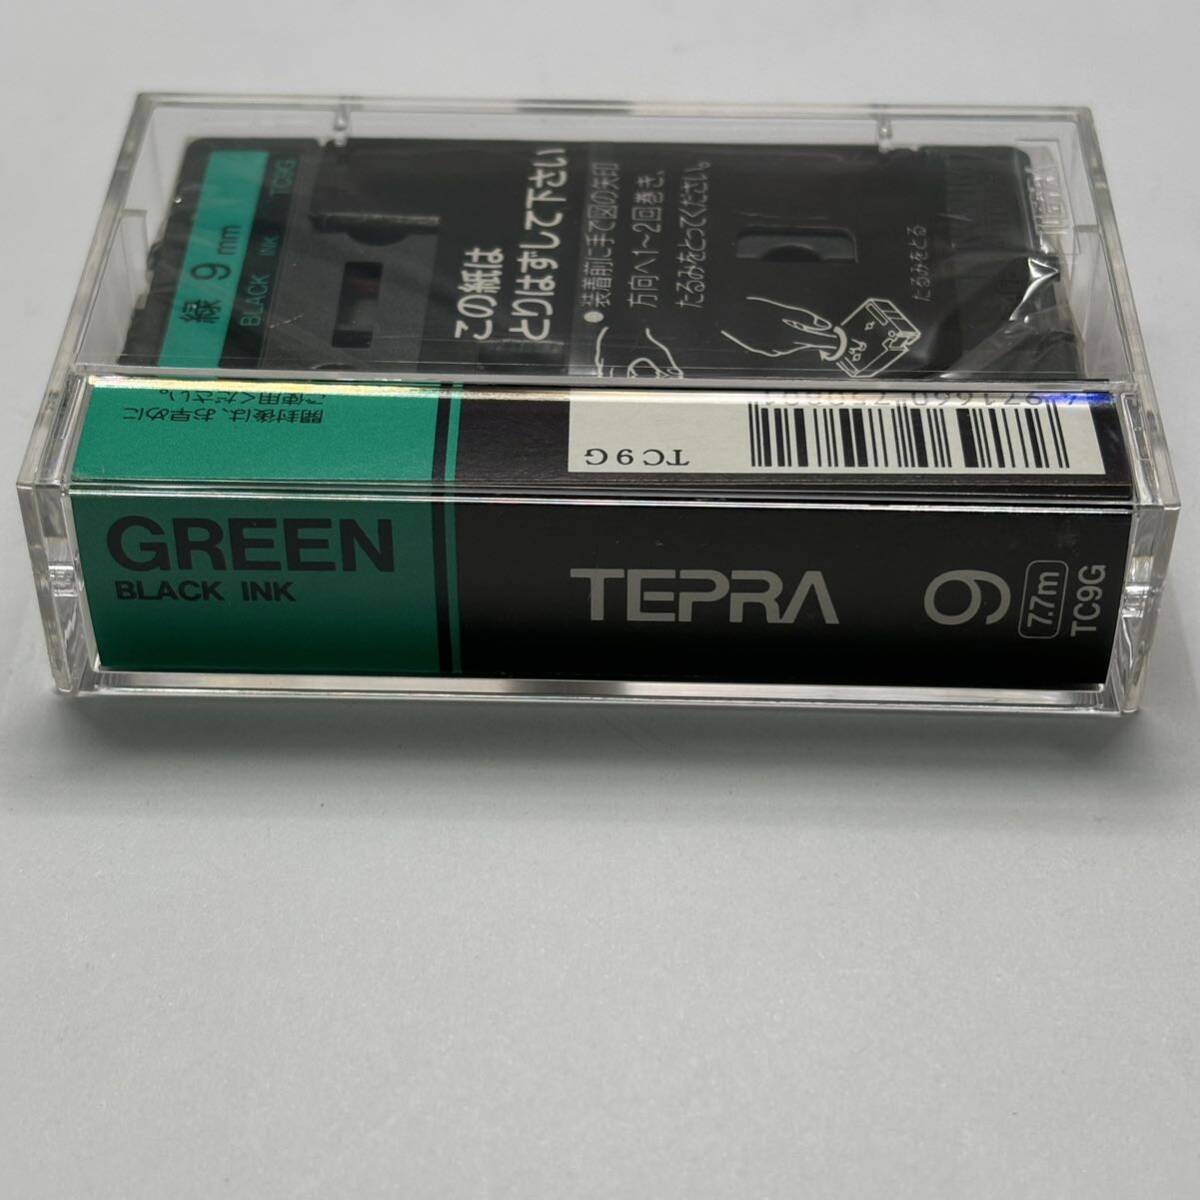 緑 9mm
BLACK INK TC9G
この紙は
とりはずして下さい
●装着前に手で図の矢印
方向へ1〜2回巻き、
たるみをとってください。
たるみをとる
開封後は、お早めに
ご使用ください。
TC9G
4971660750801
GREEN
BLACK INK
TEPRA
9
7.7m
TC9G